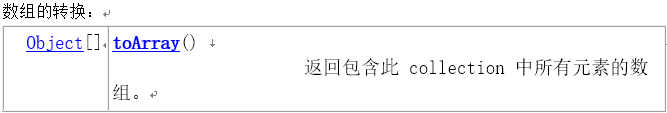 数组的转换：
Object[] toArray()
返回包含此 collection 中所有元素的数
组。